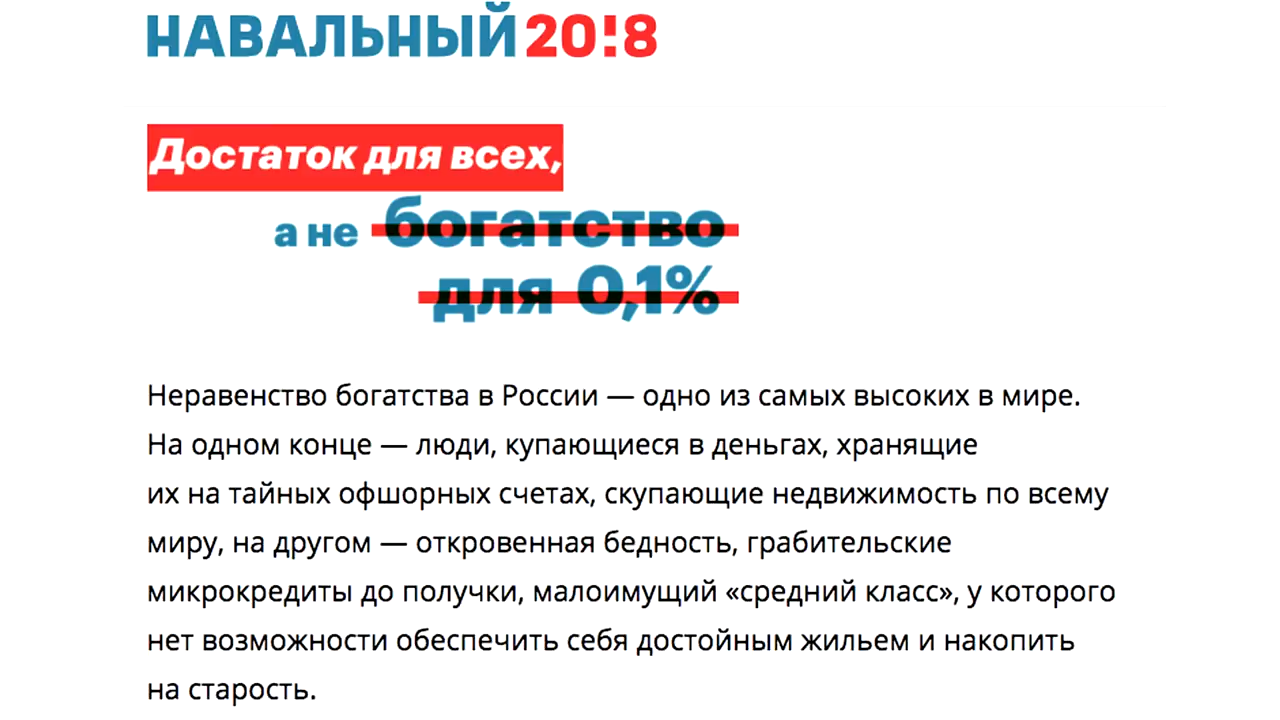 НАВАЛЬНЫЙ 20!8
Достаток для всех,
а не богатство
для 0,1%
Неравенство богатства в России — одно из самых высоких в мире.
На одном конце — люди, купающиеся в деньгах, хранящие
их на тайных офшорных счетах, скупающие недвижимость по всему
миру, на другом — откровенная бедность, грабительские
микрокредиты до получки, малоимущий «средний класс», у которого
нет возможности обеспечить себя достойным жильем и накопить
на старость.